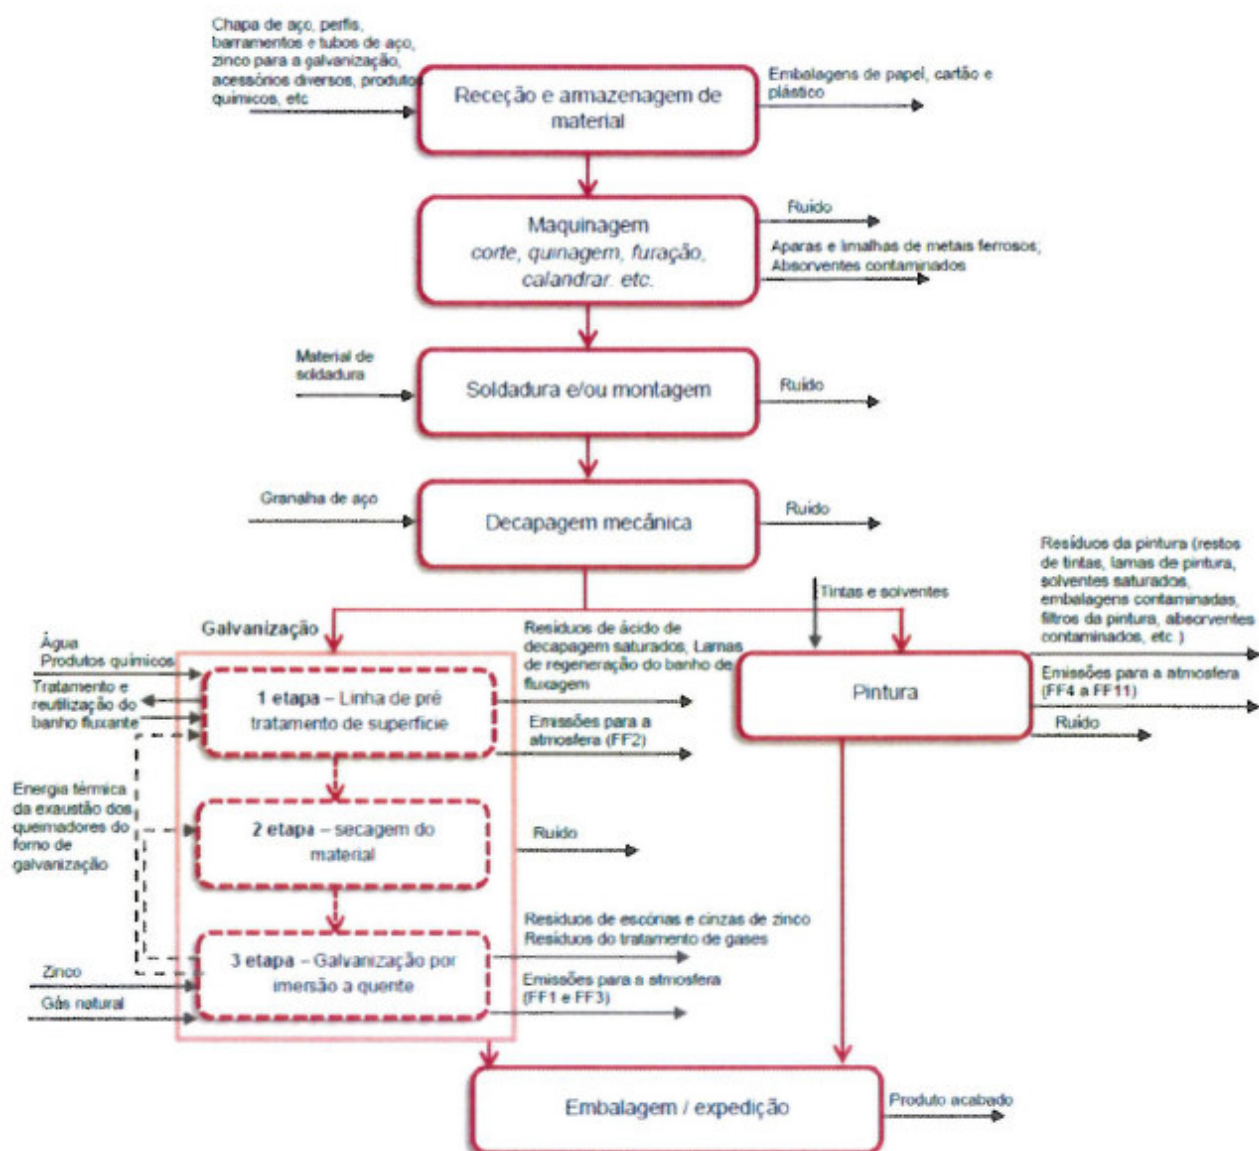 Chapa de aço, perfis,
barramentos e tubos de aço,
zinco para a galvanização,
acessórios diversos, produtos
químicos, etc
Receção e armazenagem de
material
Embalagens de papel, cartão e
plástico
Maquinagem
corte, quinagem, furação,
calandrar. etc.
Ruído
Aparas e limalhas de metais ferrosos;
Absorventes contaminados
Material de
soldadura
Soldadura e/ou montagem
Ruído
Granalha de aço
Decapagem mecânica
Ruído
Galvanização
Água
Produtos químicos
Tratamento e
reutilização do
banho fluxante
1 etapa – Linha de pré
tratamento de superfície
Resíduos de ácido de
decapagem saturados, Lamas
de regeneração do banho de
fluxagem
Emissões para a
atmosfera (FF2)
Tintas e solventes
Pintura
Resíduos da pintura (restos
de tintas, lamas de pintura,
solventes saturados,
embalagens contaminadas,
filtros da pintura, absorventes
contaminados, etc.)
Emissões para a atmosfera
(FF4 a FF11)
Ruído
Energia térmica
da exaustão dos
queimadores do
forno de
galvanização
2 etapa – secagem do
material
Ruído
3 etapa – Galvanização por
imersão a quente
Zinco
Gás natural
Resíduos de escórias e cinzas de zinco
Resíduos do tratamento de gases
Emissões para a atmosfera
(FF1 e FF3)
Embalagem / expedição
Produto acabado